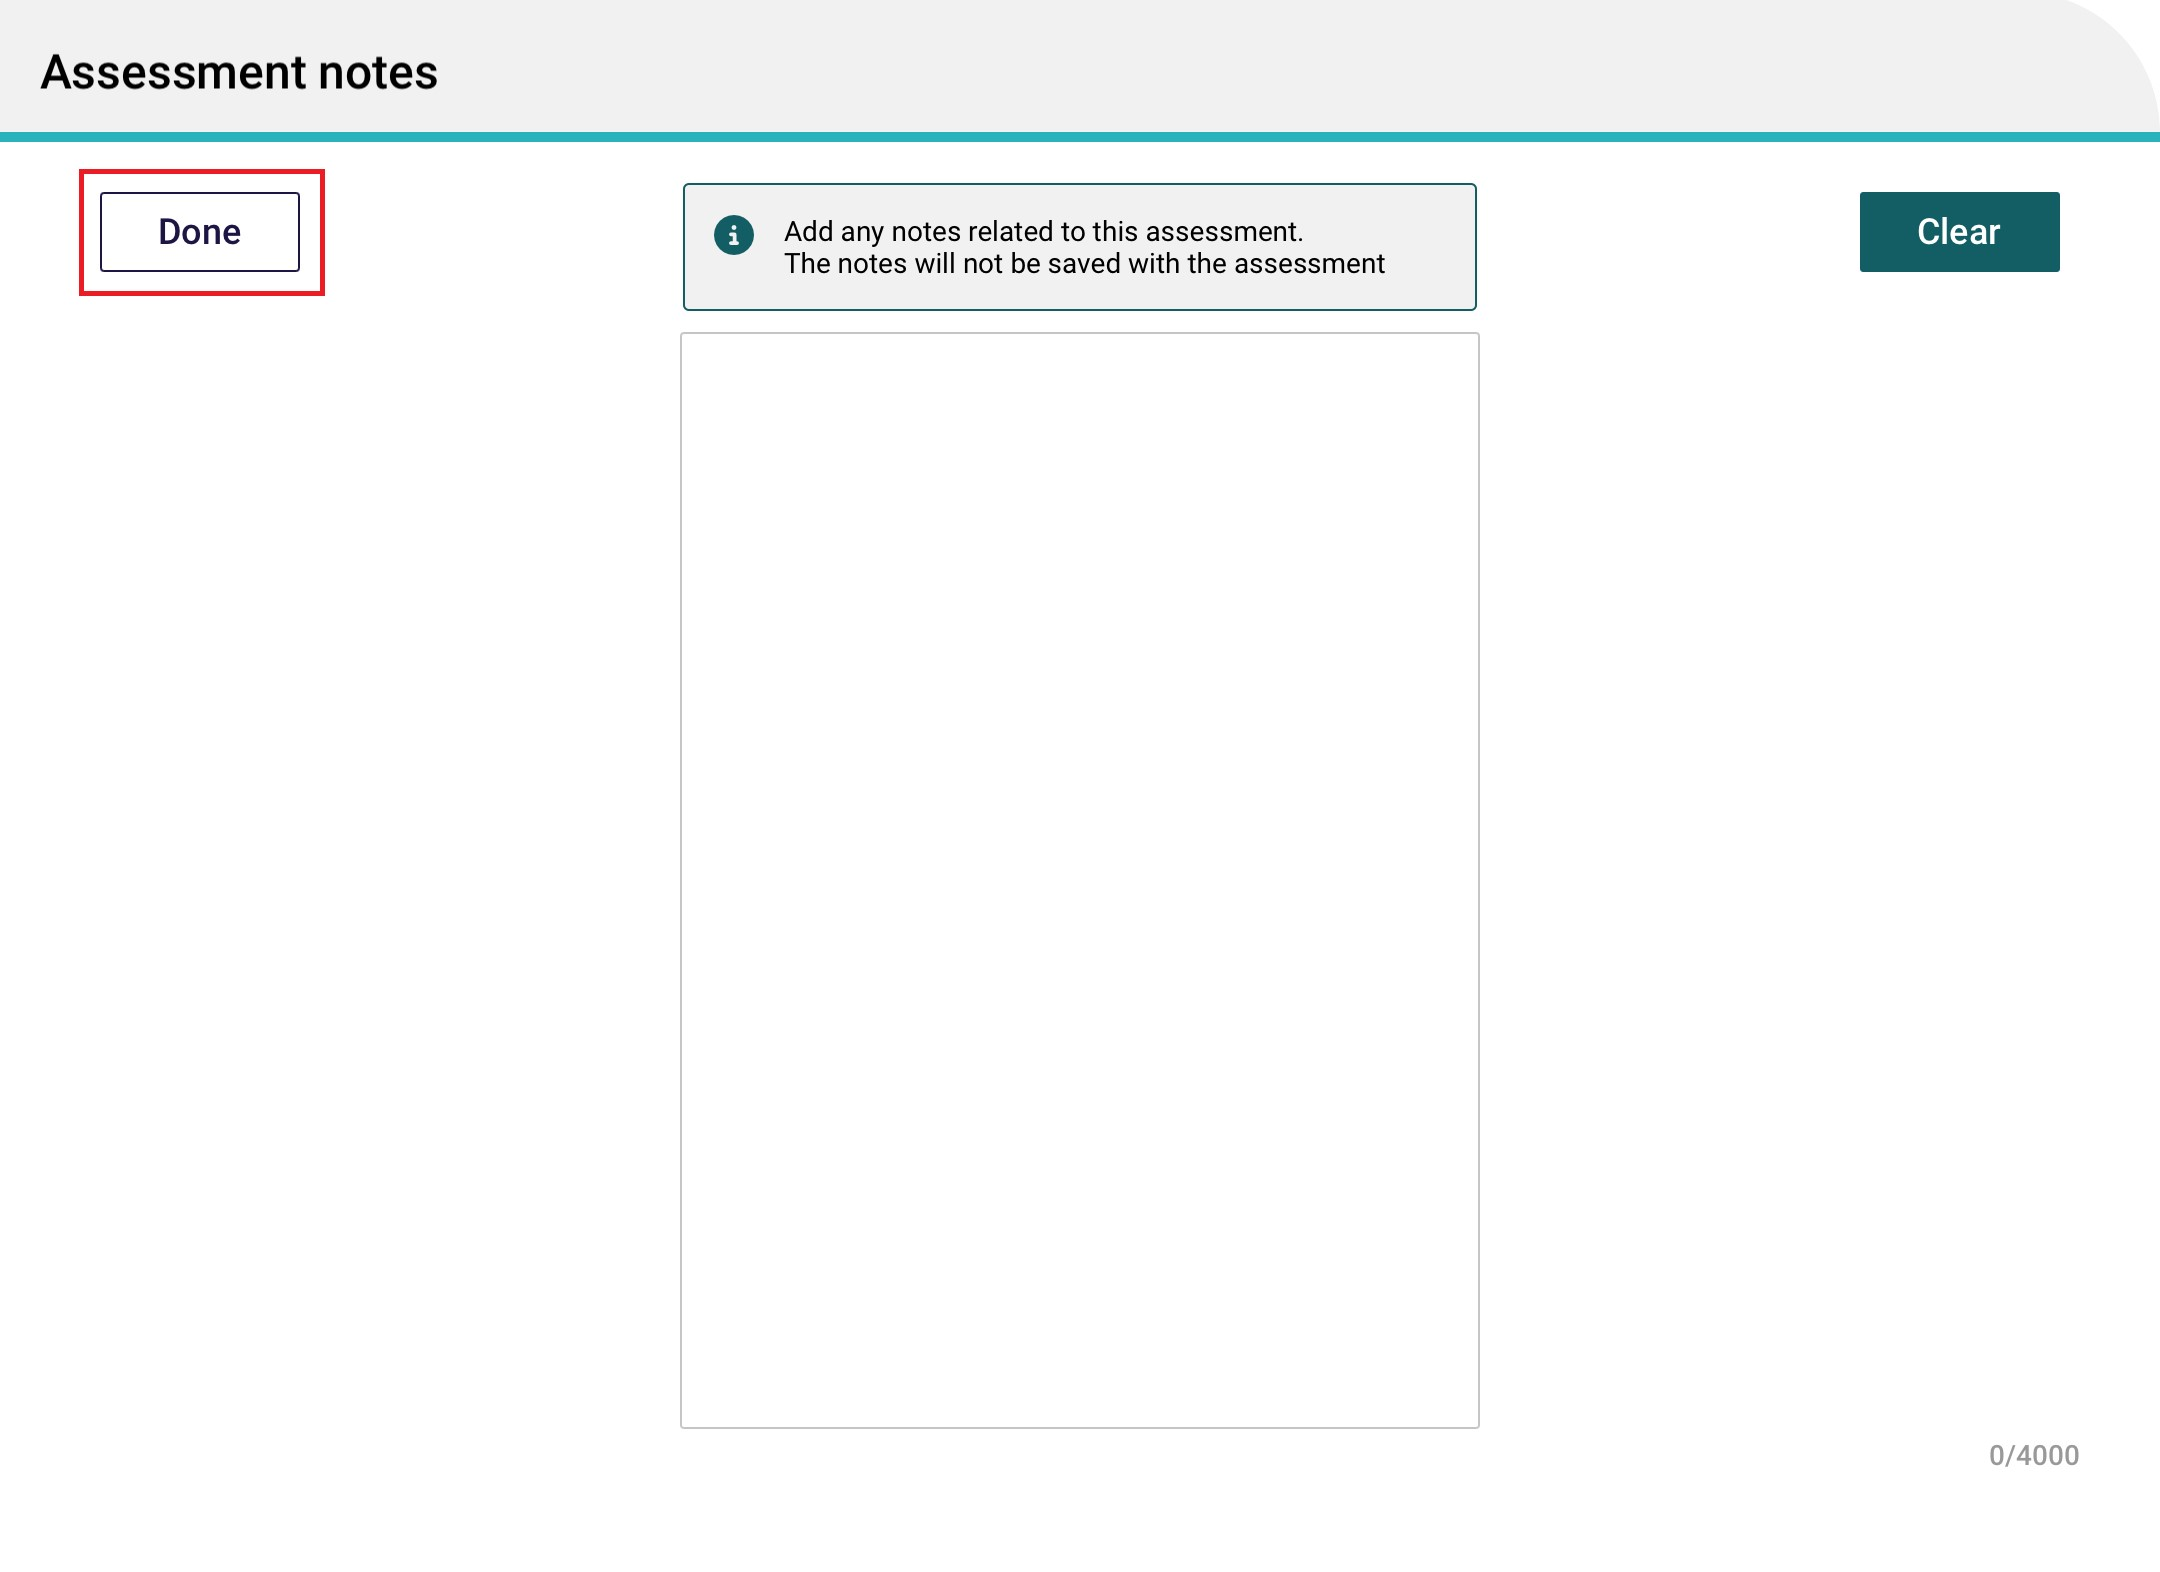 Assessment notes
Done
Add any notes related to this assessment.
The notes will not be saved with the assessment
Clear
0/4000